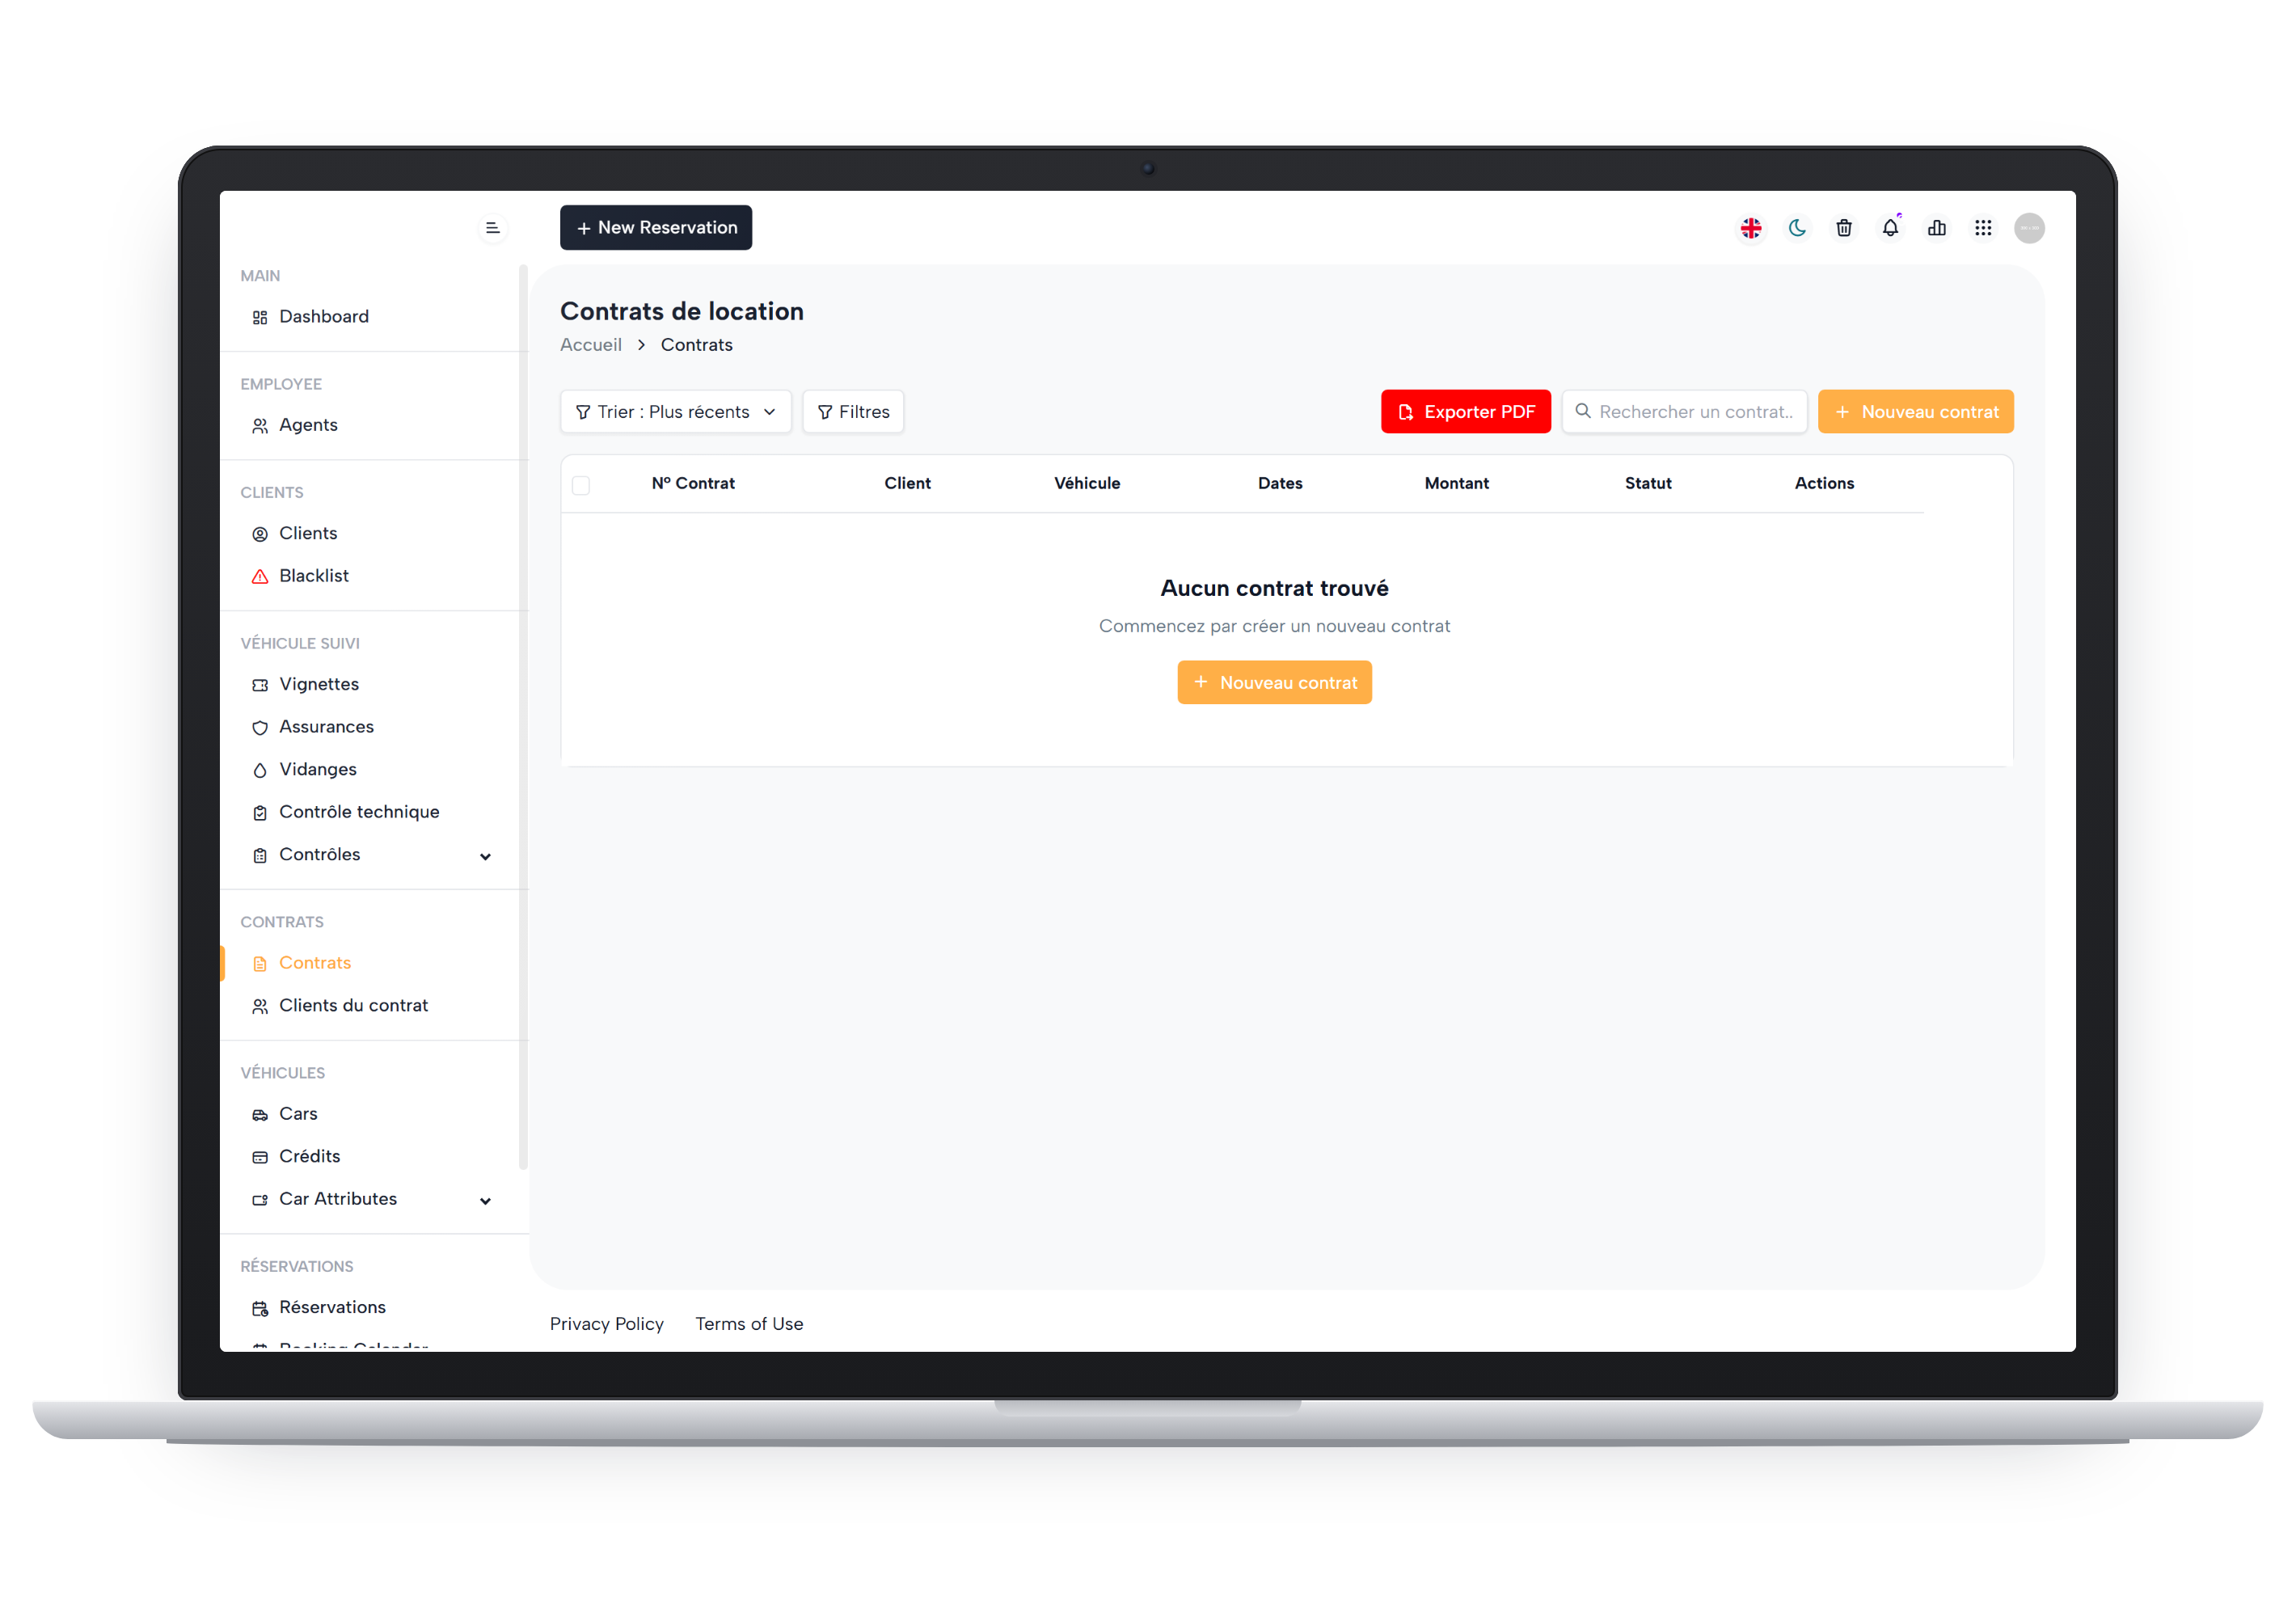 + New Reservation
MAIN
Dashboard
EMPLOYEE
Agents
CLIENTS
Clients
Blacklist
VÉHICULE SUIVI
Vignettes
Assurances
Vidanges
Contrôle technique
Contrôles
CONTRATS
Contrats
Clients du contrat
VÉHICULES
Cars
Crédits
Car Attributes
RÉSERVATIONS
Réservations
Booking Calendar
Contrats de location
Accueil > Contrats
Trier : Plus récents
Filtres
Exporter PDF
Rechercher un contrat..
+ Nouveau contrat
N° Contrat Client Véhicule Dates Montant Statut Actions
Aucun contrat trouvé
Commencez par créer un nouveau contrat
+ Nouveau contrat
Privacy Policy Terms of Use